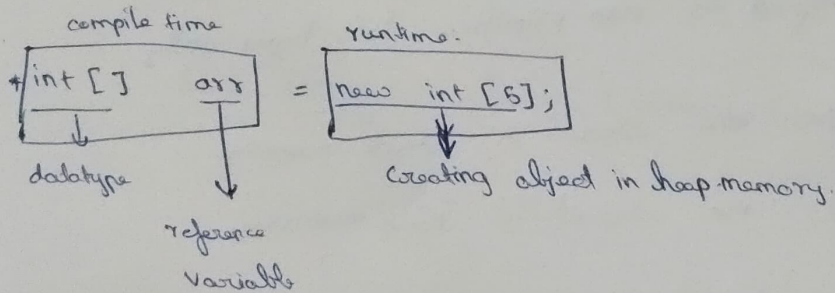 compile time
runtime.
* int [ ] arr = new int [5];
datatype
creating object in heap memory.
reference
variable